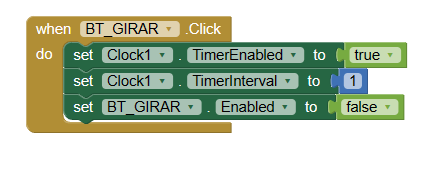 when BT_GIRAR .Click
do set Clock1 . TimerEnabled to true
set Clock1 . TimerInterval to 1
set BT_GIRAR . Enabled to false